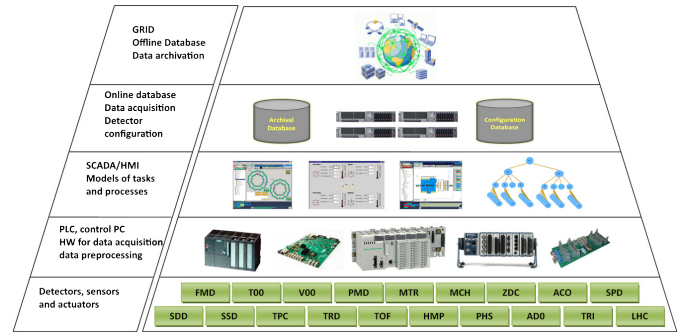 GRID
Offline Database
Data archivation
Online database
Data acquisition
Detector
configuration
Archival
Database
Configuration
Database
SCADA/HMI
Models of tasks
and processes
PLC, control PC
HW for data acquisition
data preprocessing
Detectors, sensors
and actuators
FMD T00 V00 PMD MTR MCH ZDC ACO SPD
SDD SSD TPC TRD TOF HMP PHS AD0 TRI LHC